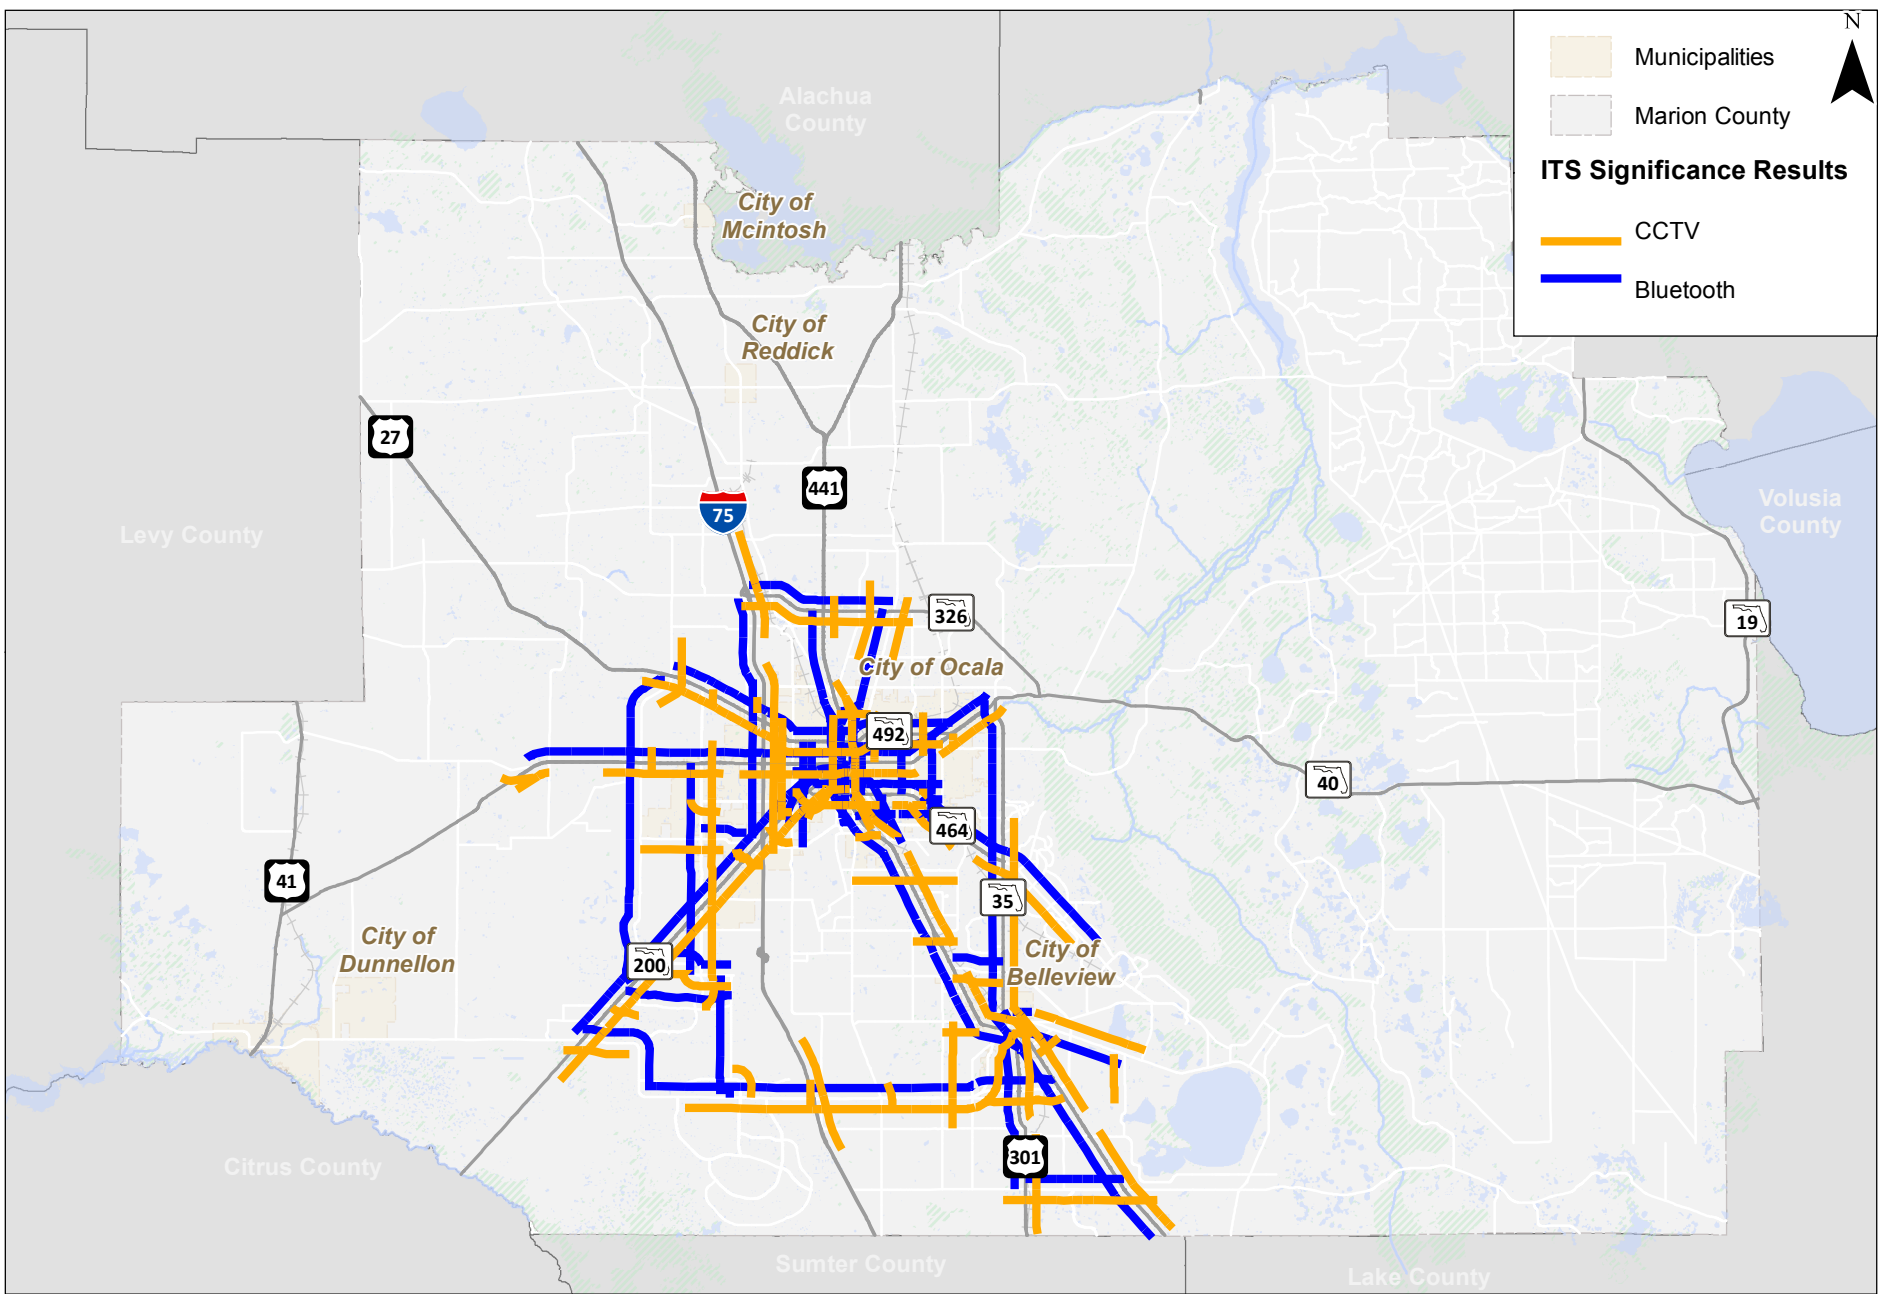 N
Municipalities
Marion County
ITS Significance Results
CCTV
Bluetooth
Alachua
County
City of
Mcintosh
City of
Reddick
27
441
75
Levy County
Volusia
County
326
19
City of Ocala
492
40
464
41
35
City of
Dunnellon
200
City of
Belleview
301
Citrus County
Sumter County
Lake County